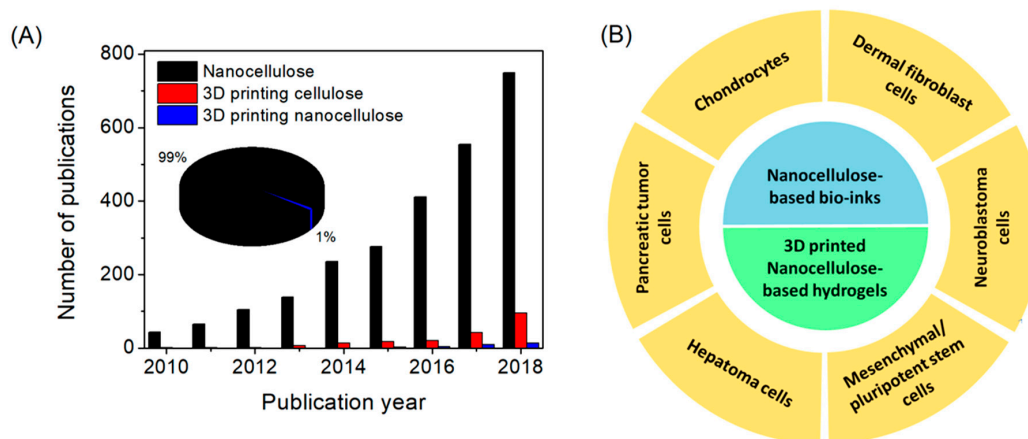 (A)
800
600
400
200
0
Number of publications
Nanocellulose
3D printing cellulose
3D printing nanocellulose
99%
1%
2010
2012
2014
2016
2018
Publication year
(B)
Chondrocytes
Dermal fibroblast
cells
Neuroblastoma
cells
Mesenchymal/
pluripotent stem
cells
Hepatoma cells
Pancreatic tumor
cells
Nanocellulose-
based bio-inks
3D printed
Nanocellulose-
based hydrogels